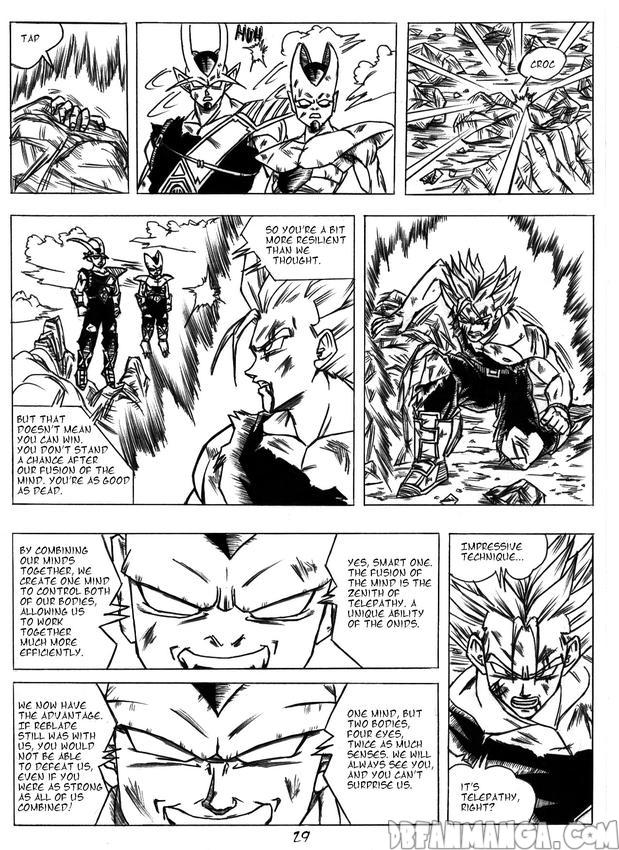 CROC
HUH
TAP
SO YOU'RE A BIT
MORE RESILIENT
THAN WE
THOUGHT.
BUT THAT
DOESN'T MEAN
YOU CAN WIN.
YOU DON'T STAND
A CHANCE AFTER
OUR FUSION OF THE
MIND. YOU'RE AS GOOD
AS DEAD.
IMPRESSIVE
TECHNIQUE...
IT'S
TELEPATHY,
RIGHT?
YES, SMART ONE.
THE FUSION OF
THE MIND IS THE
ZENITH OF
TELEPATHY. A
UNIQUE ABILITY
OF THE ONIDS.
BY COMBINING
OUR MINDS
TOGETHER, WE
CREATE ONE MIND
TO CONTROL BOTH
OF OUR BODIES,
ALLOWING US
TO WORK
TOGETHER
MUCH MORE
EFFICIENTLY.
ONE MIND, BUT
TWO BODIES,
FOUR EYES,
TWICE AS MUCH
SENSES. WE WILL
ALWAYS SEE YOU,
AND YOU CAN'T
SURPRISE US.
WE NOW HAVE
THE ADVANTAGE.
IF REBLADE
STILL WAS WITH
US, YOU WOULD
NOT BE ABLE
TO DEFEAT US,
EVEN IF YOU
WERE AS STRONG
AS ALL OF US
COMBINED!
29
DBFANMANGA.COM